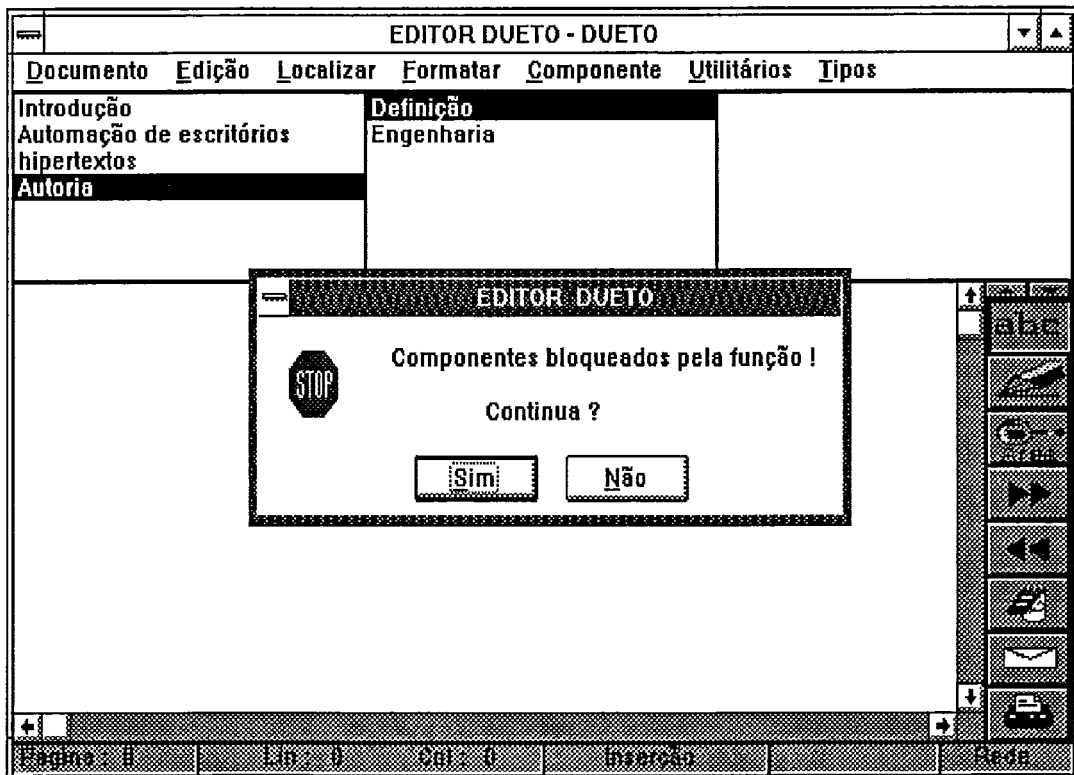 EDITOR DUETO - DUETO
Documento Edição Localizar Formatar Componente Utilitários Tipos
Introdução
Automação de escritórios
hipertextos
Autoria
Definição
Engenharia
EDITOR DUETO
STOP
Componentes bloqueados pela função !
Continua ?
Sim Não
abc
Página : 0 Lin : 0 Col : 0 Inserção Rede